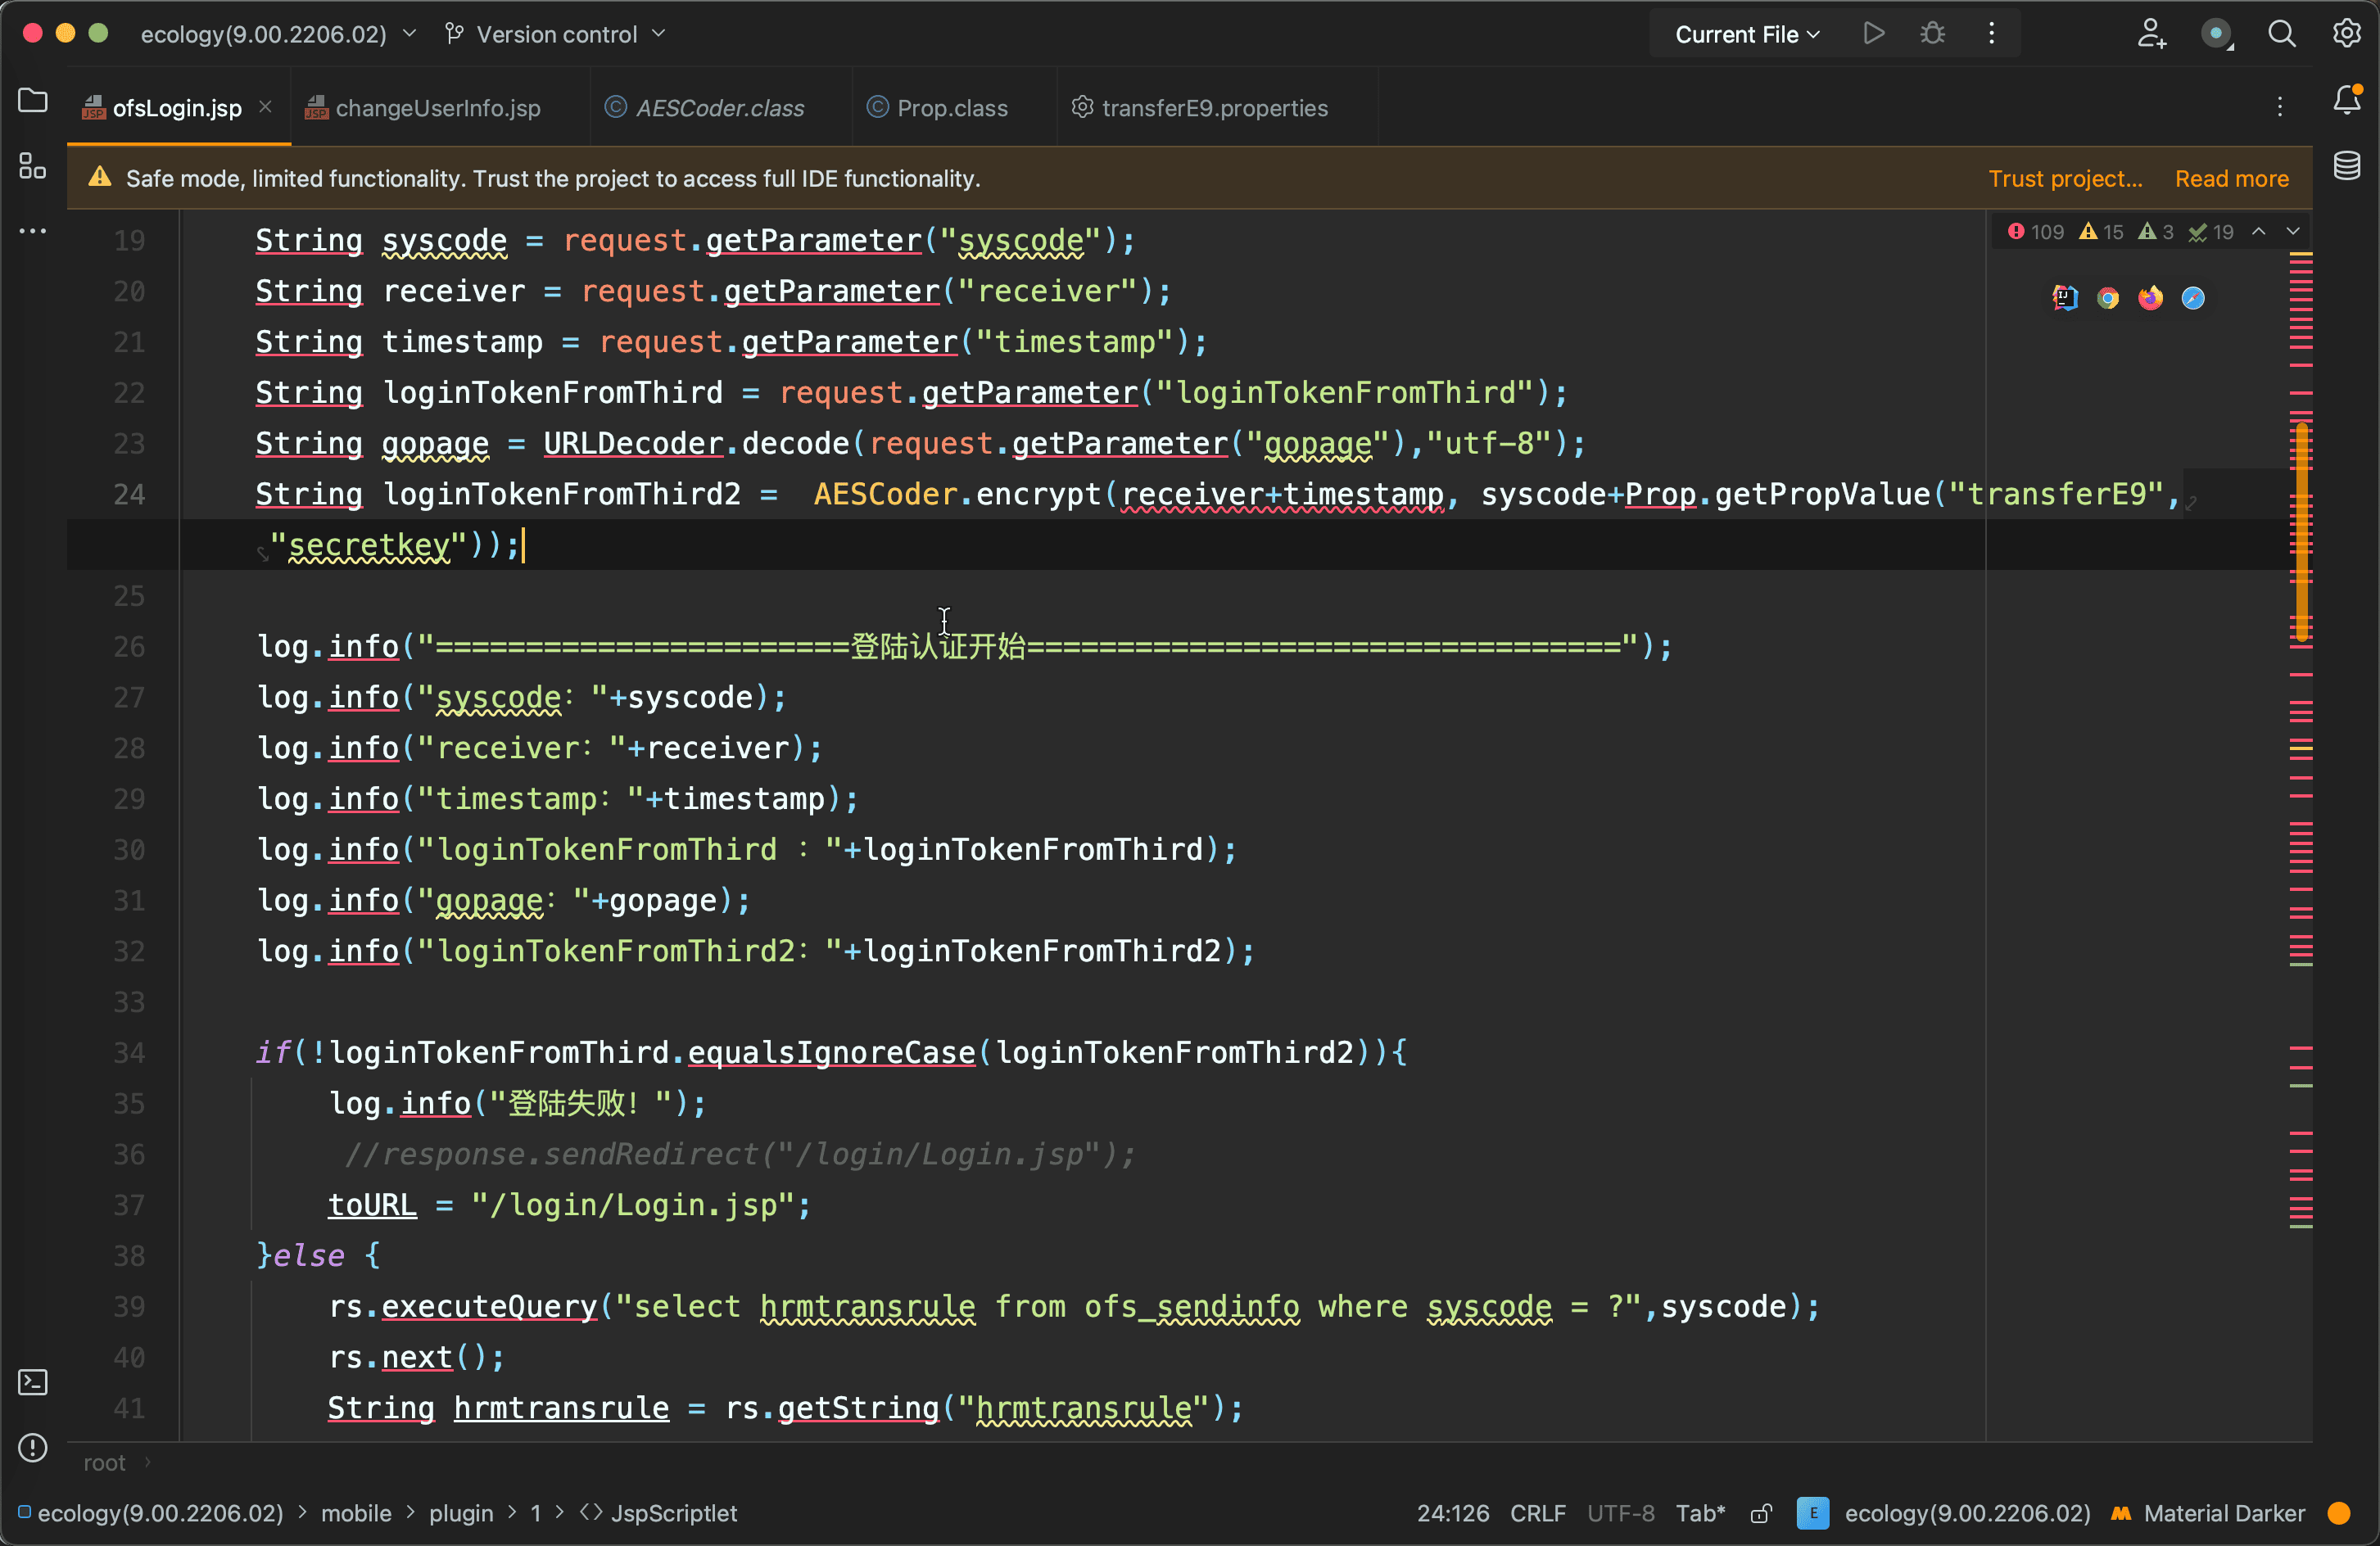 ecology(9.00.2206.02)
Version control
Current File
ofsLogin.jsp
changeUserInfo.jsp
AESCoder.class
Prop.class
transferE9.properties
Safe mode, limited functionality. Trust the project to access full IDE functionality.
Trust project...
Read more
109 15 3 19
19 String syscode = request.getParameter("syscode");
20 String receiver = request.getParameter("receiver");
21 String timestamp = request.getParameter("timestamp");
22 String loginTokenFromThird = request.getParameter("loginTokenFromThird");
23 String gopage = URLDecoder.decode(request.getParameter("gopage"),"utf-8");
24 String loginTokenFromThird2 =  AESCoder.encrypt(receiver+timestamp, syscode+Prop.getPropValue("transferE9",
"secretkey"));
25
26 log.info("=======================登陆认证开始=================================");
27 log.info("syscode："+syscode);
28 log.info("receiver："+receiver);
29 log.info("timestamp："+timestamp);
30 log.info("loginTokenFromThird ："+loginTokenFromThird);
31 log.info("gopage："+gopage);
32 log.info("loginTokenFromThird2："+loginTokenFromThird2);
33
34 if(!loginTokenFromThird.equalsIgnoreCase(loginTokenFromThird2)){
35 log.info("登陆失败！");
36 //response.sendRedirect("/login/Login.jsp");
37 toURL = "/login/Login.jsp";
38 }else {
39 rs.executeQuery("select hrmtransrule from ofs_sendinfo where syscode = ?",syscode);
40 rs.next();
41 String hrmtransrule = rs.getString("hrmtransrule");
root
ecology(9.00.2206.02) > mobile > plugin > 1 > <> JspScriptlet
24:126 CRLF UTF-8 Tab* E ecology(9.00.2206.02) Material Darker